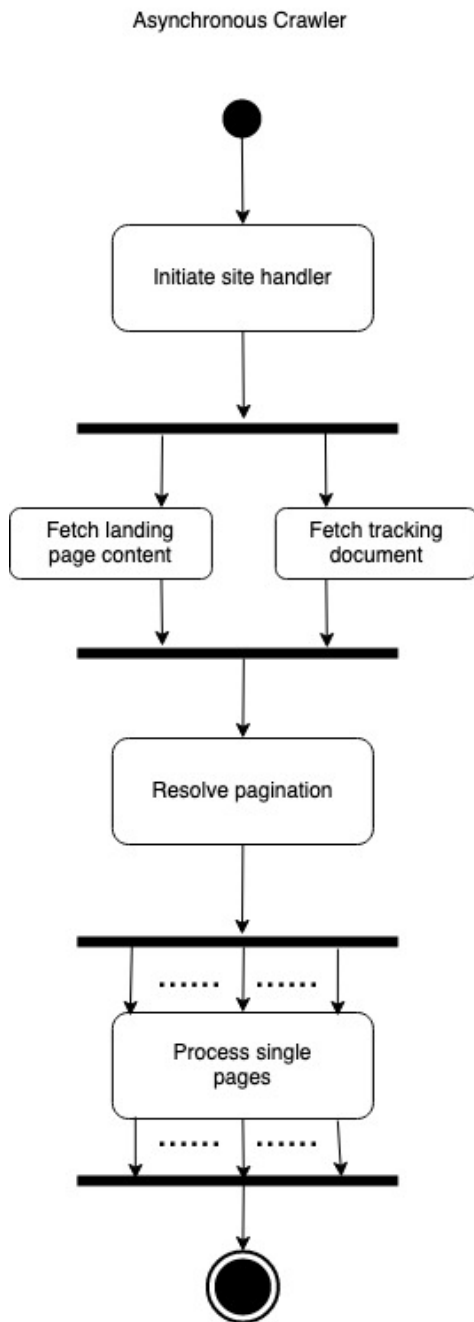 Asynchronous Crawler
Initiate site handler
Fetch landing
page content
Fetch tracking
document
Resolve pagination
......
......
Process single
pages
......
......